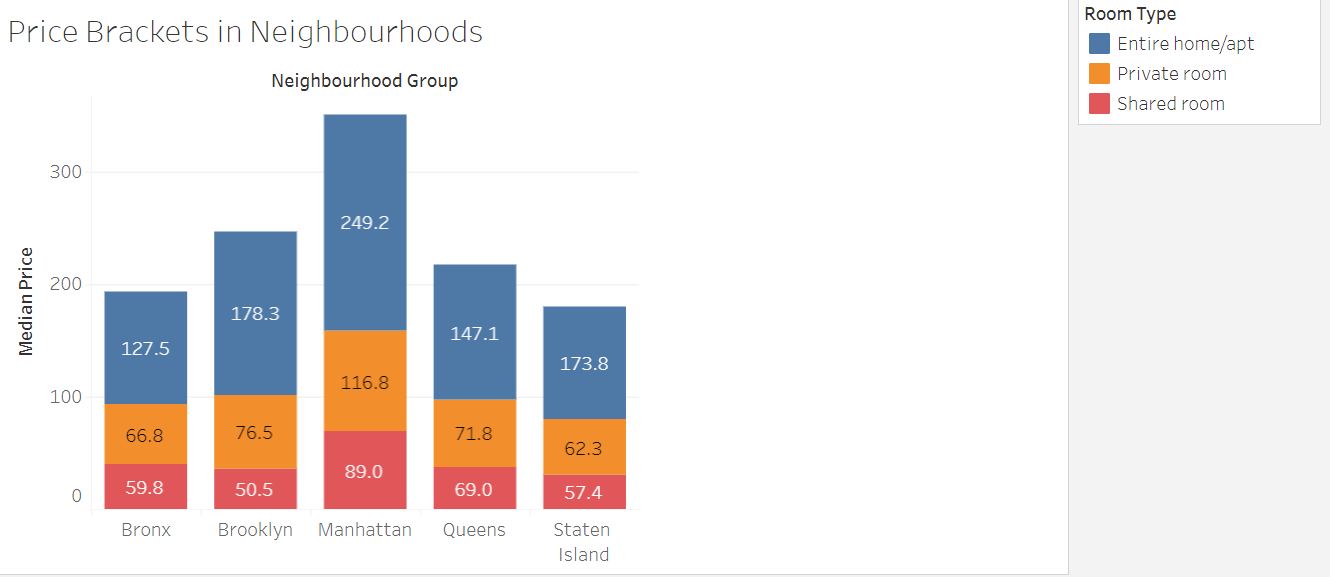 Price Brackets in Neighbourhoods
Room Type
Entire home/apt
Private room
Shared room
Neighbourhood Group
Median Price
300
200
100
0
249.2
178.3
147.1
127.5
173.8
116.8
66.8
76.5
71.8
62.3
89.0
59.8
50.5
69.0
57.4
Bronx
Brooklyn
Manhattan
Queens
Staten
Island